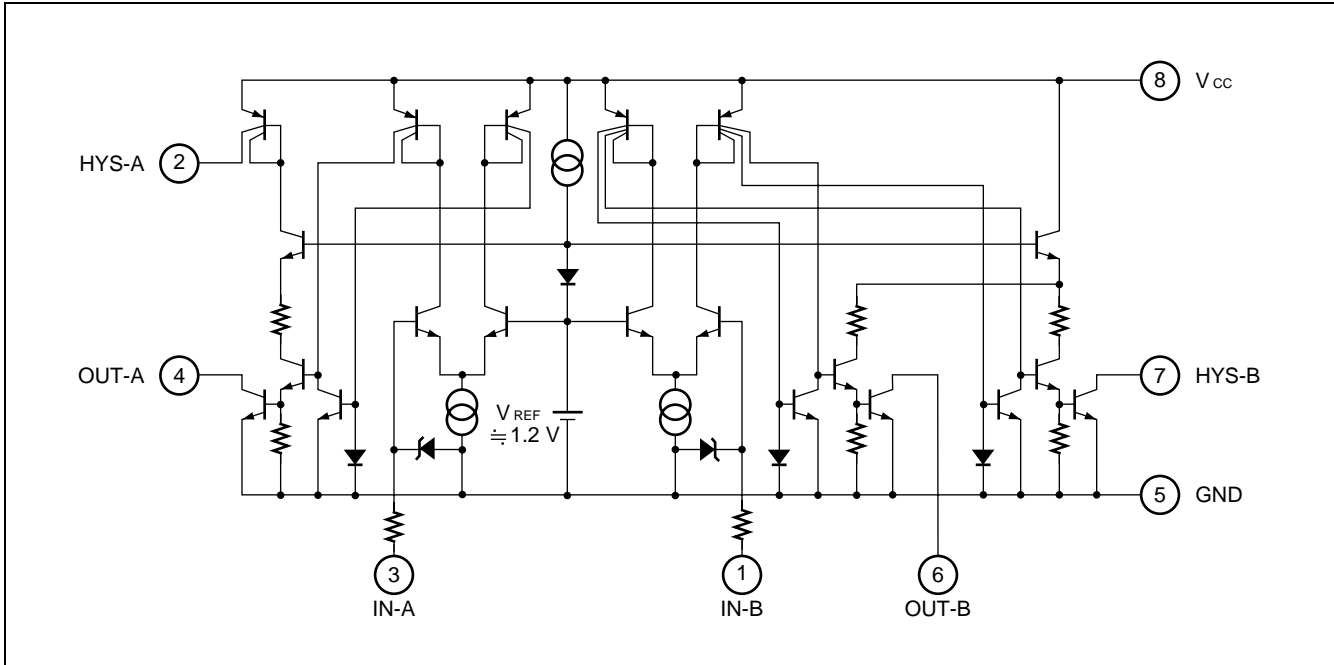 8 VCC
HYS-A 2
VREF
≒ 1.2 V
OUT-A 4
7 HYS-B
5 GND
3
IN-A
1
IN-B
6
OUT-B